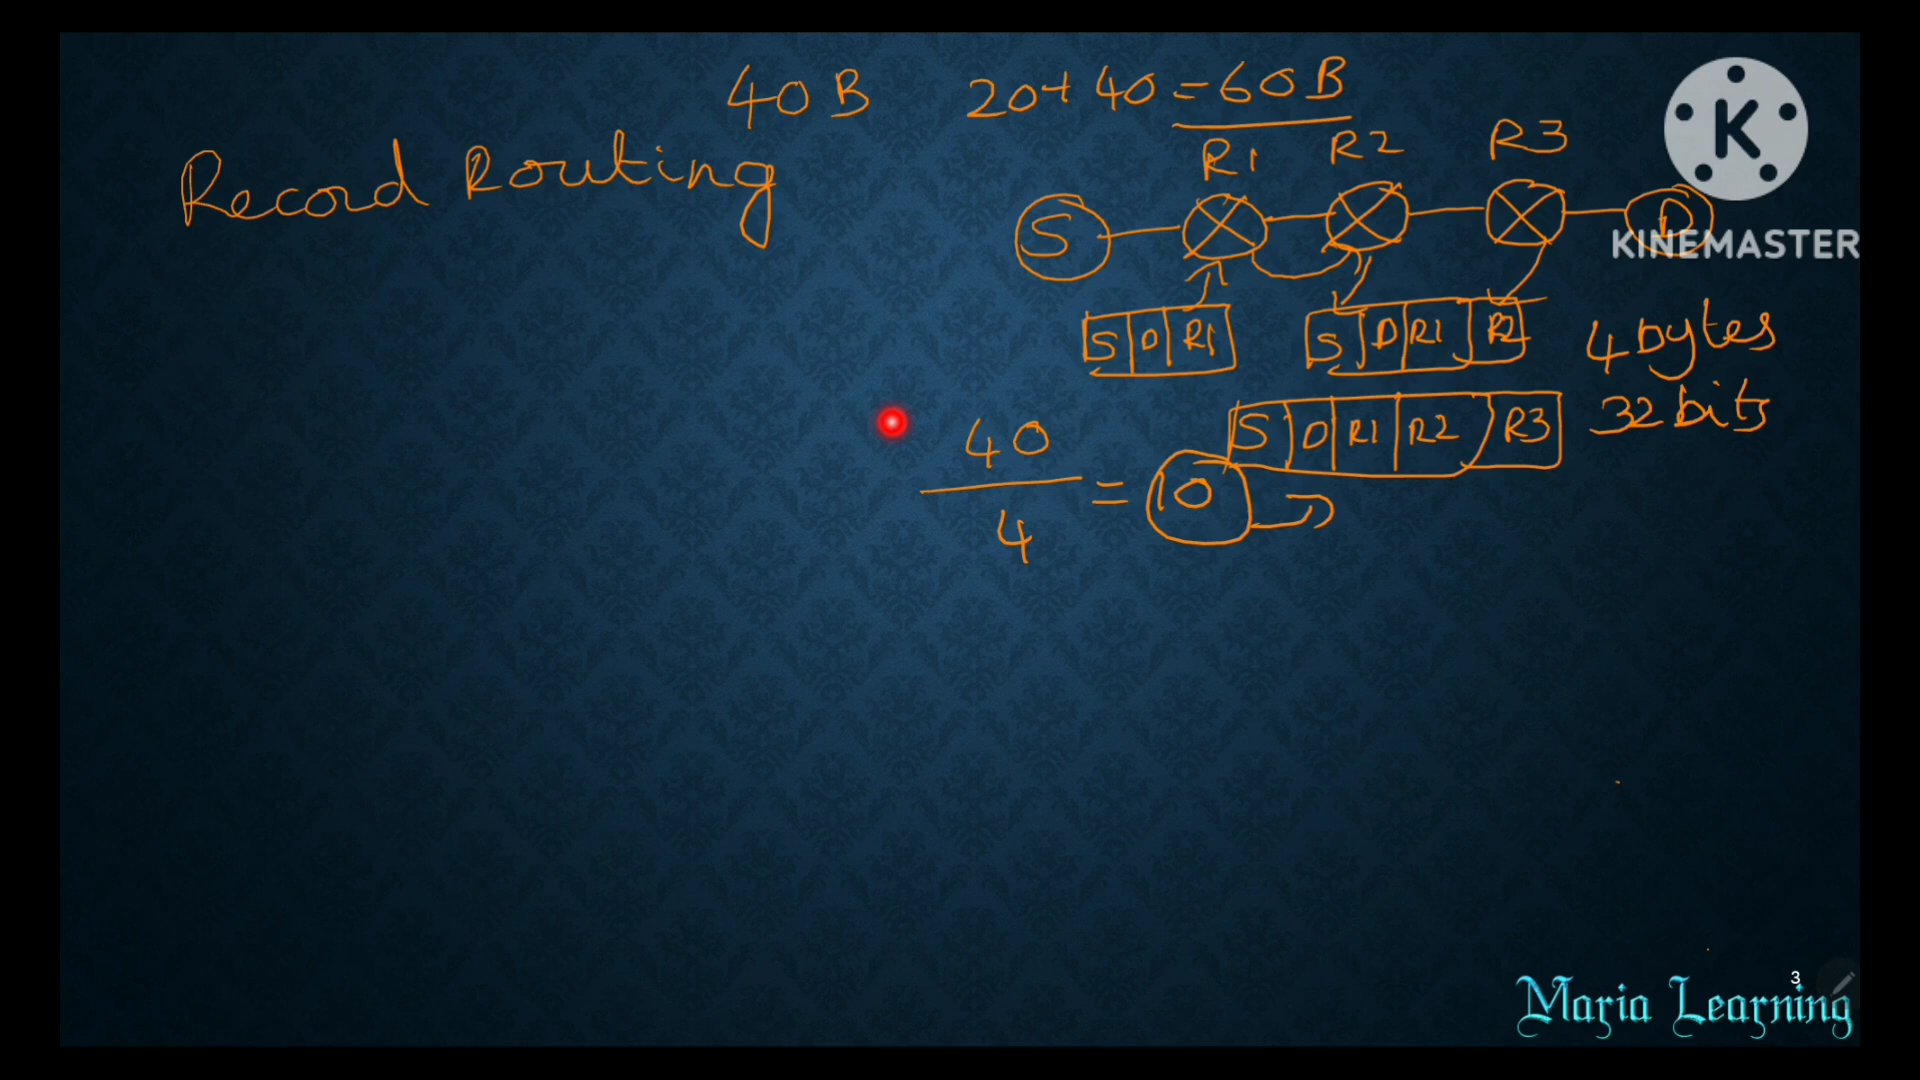 40 B 20+ 40 = 60 B
Record Routing
R1 R2 R3
K
S D
KINEMASTER
S D R1
S D R1 R2
4 bytes
32 bits
S D R1 R2 R3
40
4
= 10
3
Maria Learning